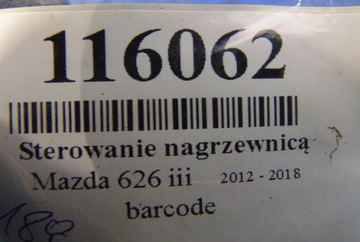 116062
Sterowanie nagrzewnicą
Mazda 626 iii 2012 - 2018
barcode